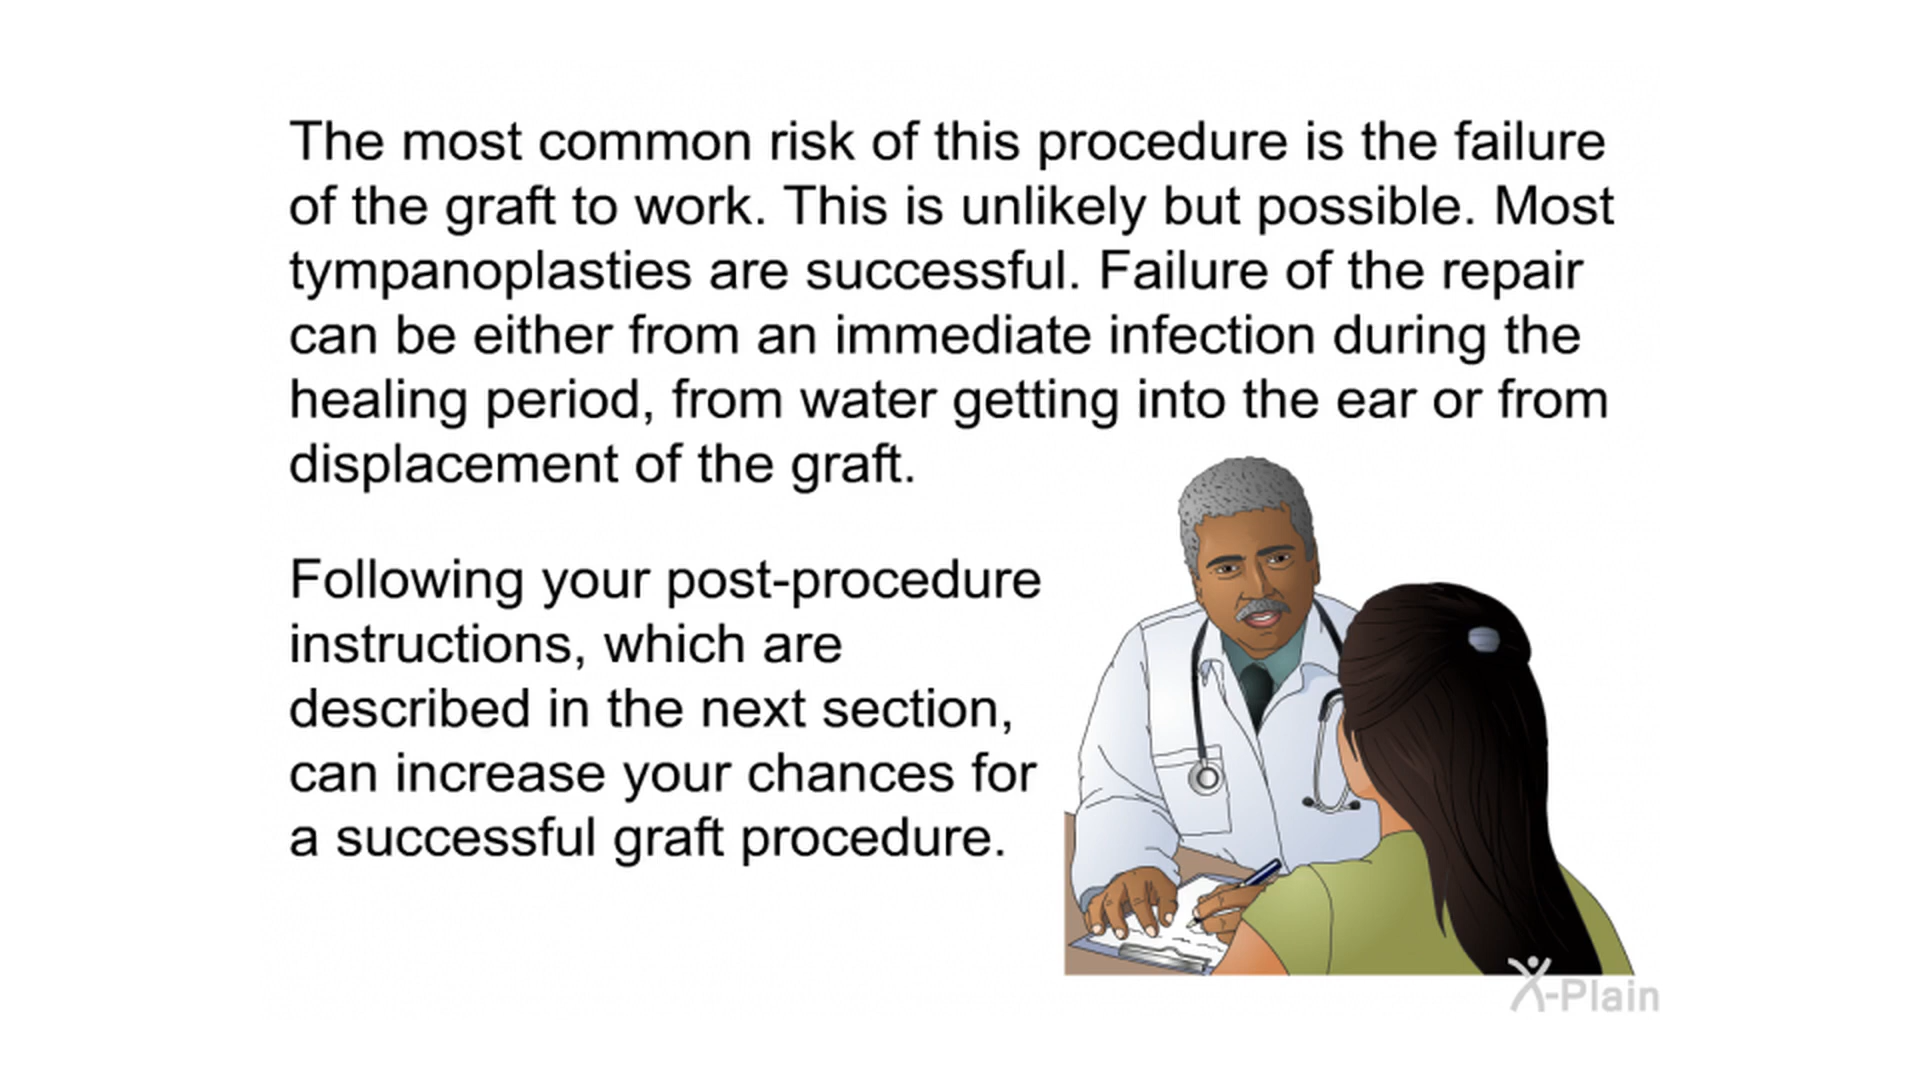 The most common risk of this procedure is the failure
of the graft to work. This is unlikely but possible. Most
tympanoplasties are successful. Failure of the repair
can be either from an immediate infection during the
healing period, from water getting into the ear or from
displacement of the graft.
Following your post-procedure
instructions, which are
described in the next section,
can increase your chances for
a successful graft procedure.
X-Plain